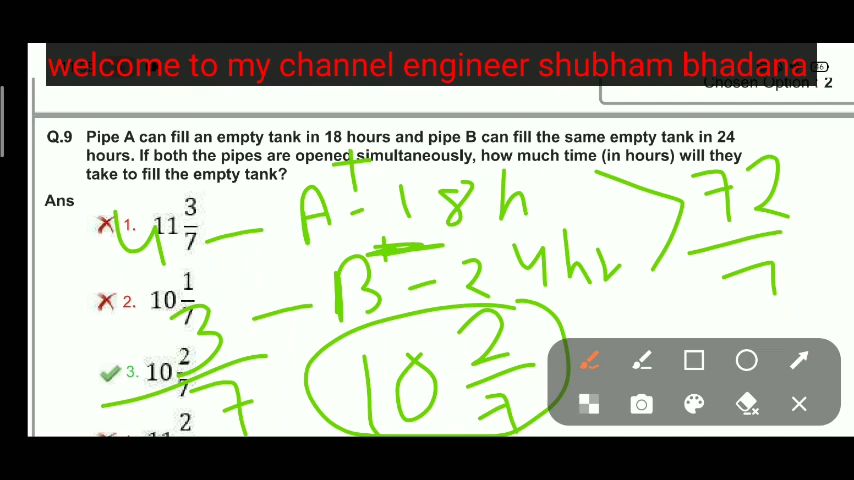 welcome to my channel engineer shubham bhadana
Chosen Option : 2
Q.9 Pipe A can fill an empty tank in 18 hours and pipe B can fill the same empty tank in 24
hours. If both the pipes are opened simultaneously, how much time (in hours) will they
take to fill the empty tank?
Ans
1. 11 3/7
2. 10 1/7
3. 10 2/7
2
4 — A+ - 18h
72/7
3 — B+ - 24hr
7
10 2/7